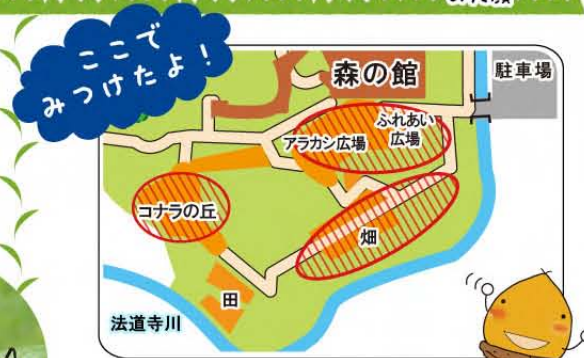 ここで
みつけたよ！
森の館
駐車場
アラカシ広場
ふれあい
広場
コナラの丘
畑
田
法道寺川